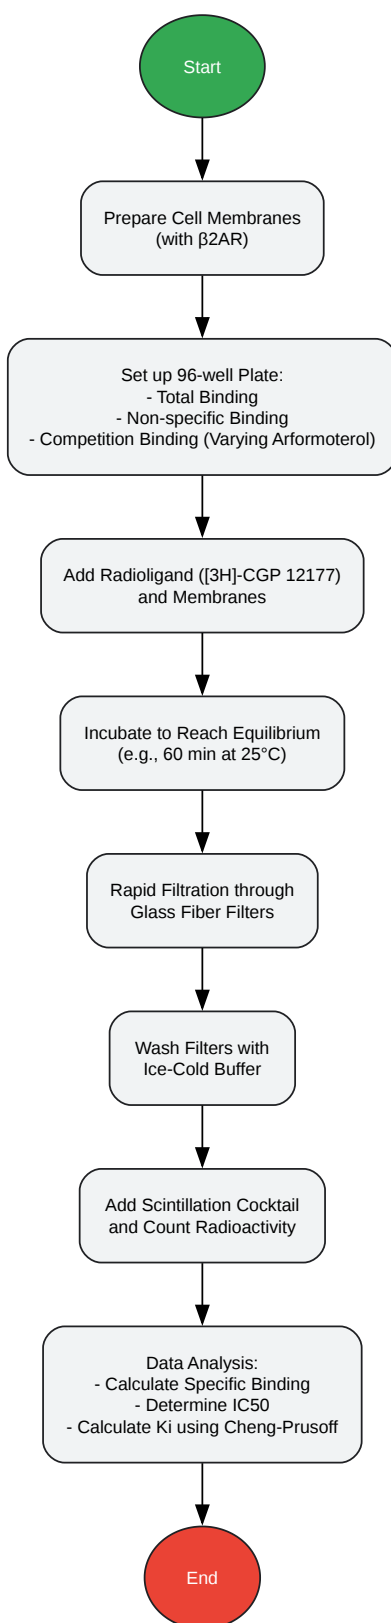 Start
Prepare Cell Membranes
(with β2AR)
Set up 96-well Plate:
- Total Binding
- Non-specific Binding
- Competition Binding (Varying Arformoterol)
Add Radioligand ([3H]-CGP 12177)
and Membranes
Incubate to Reach Equilibrium
(e.g., 60 min at 25°C)
Rapid Filtration through
Glass Fiber Filters
Wash Filters with
Ice-Cold Buffer
Add Scintillation Cocktail
and Count Radioactivity
Data Analysis:
- Calculate Specific Binding
- Determine IC50
- Calculate Ki using Cheng-Prusoff
End